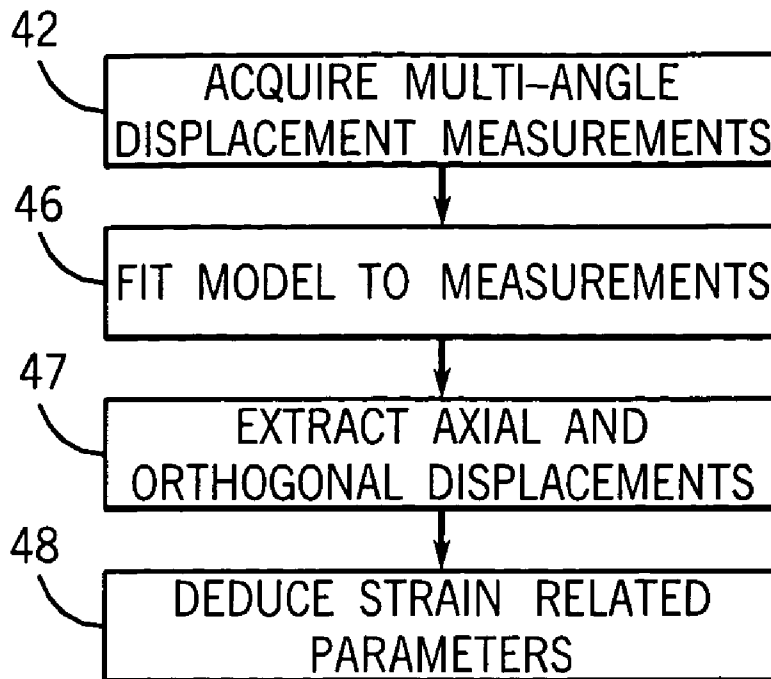 42
ACQUIRE MULTI-ANGLE
DISPLACEMENT MEASUREMENTS
46
FIT MODEL TO MEASUREMENTS
47
EXTRACT AXIAL AND
ORTHOGONAL DISPLACEMENTS
48
DEDUCE STRAIN RELATED
PARAMETERS